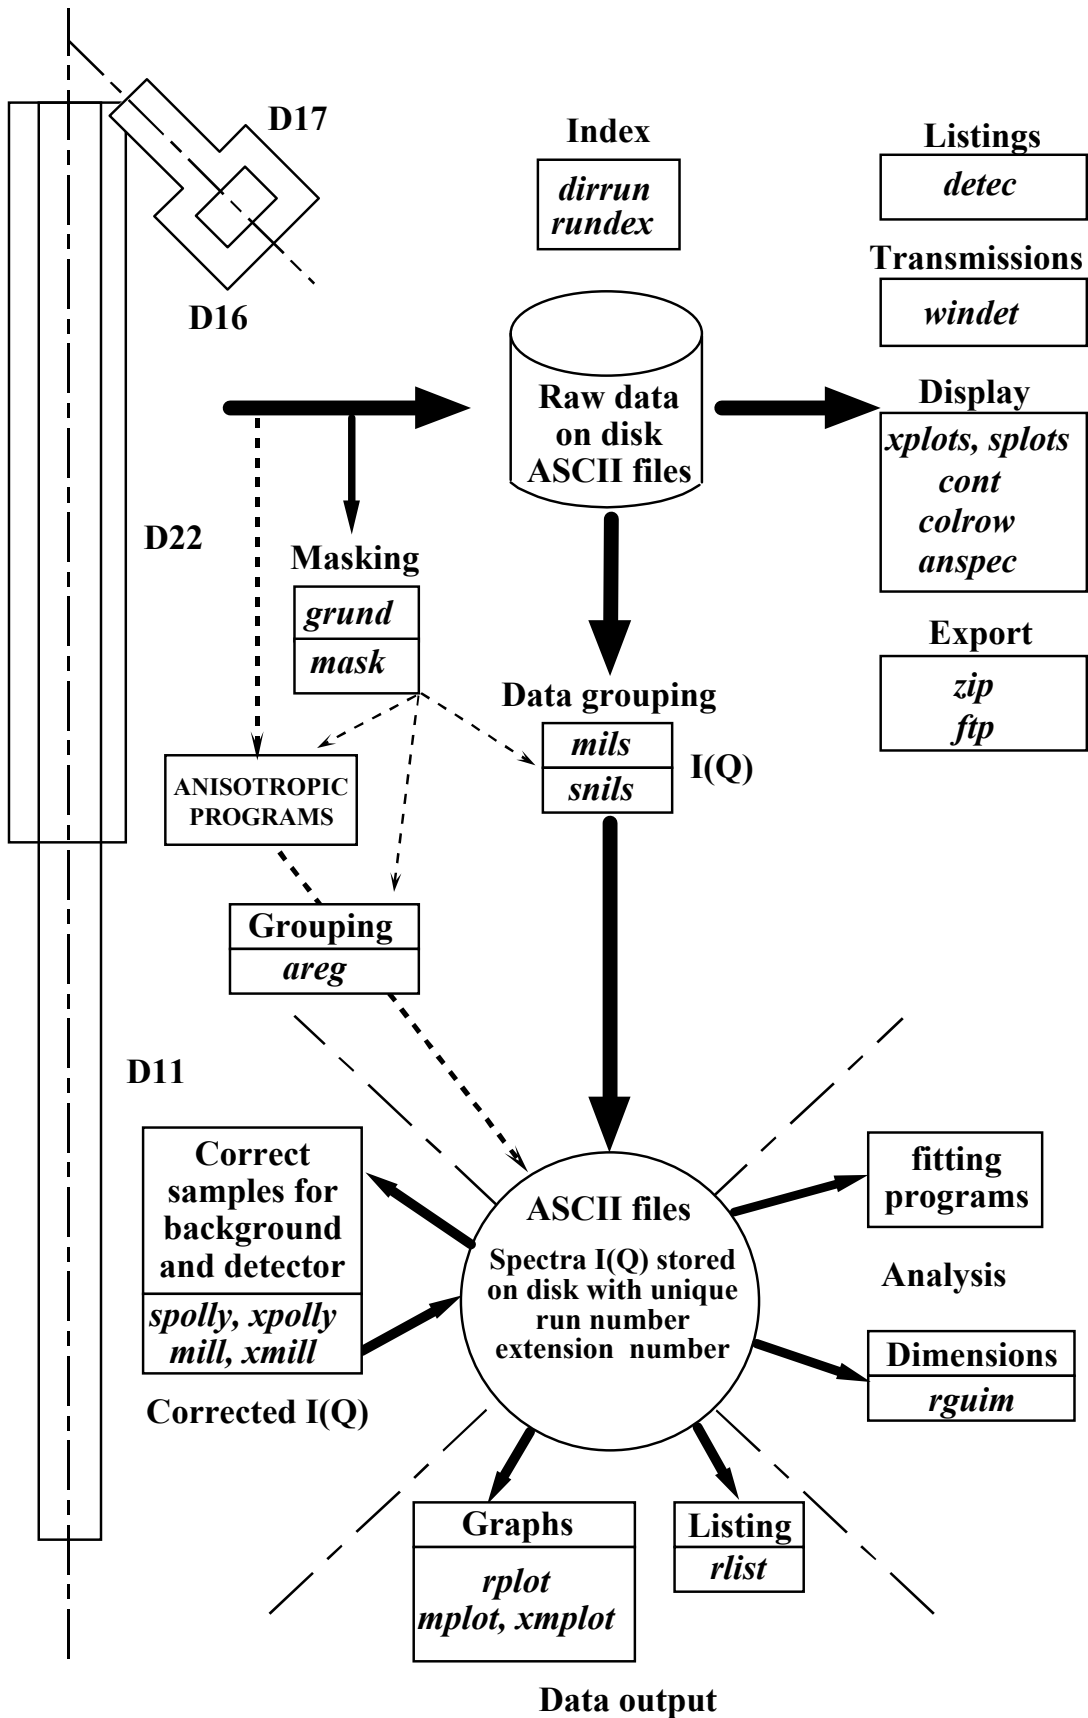 D17
D16
Index
dirrun
rundex
Listings
detec
Transmissions
windet
Raw data
on disk
ASCII files
Display
xplots, splots
cont
colrow
anspec
D22
Masking
grund
mask
Export
zip
ftp
Data grouping
mils
snils
I(Q)
ANISOTROPIC
PROGRAMS
Grouping
areg
D11
Correct
samples for
background
and detector
spolly, xpolly
mill, xmill
Corrected I(Q)
ASCII files
Spectra I(Q) stored
on disk with unique
run number
extension number
fitting
programs
Analysis
Dimensions
rguim
Graphs
rplot
mplot, xmplot
Listing
rlist
Data output